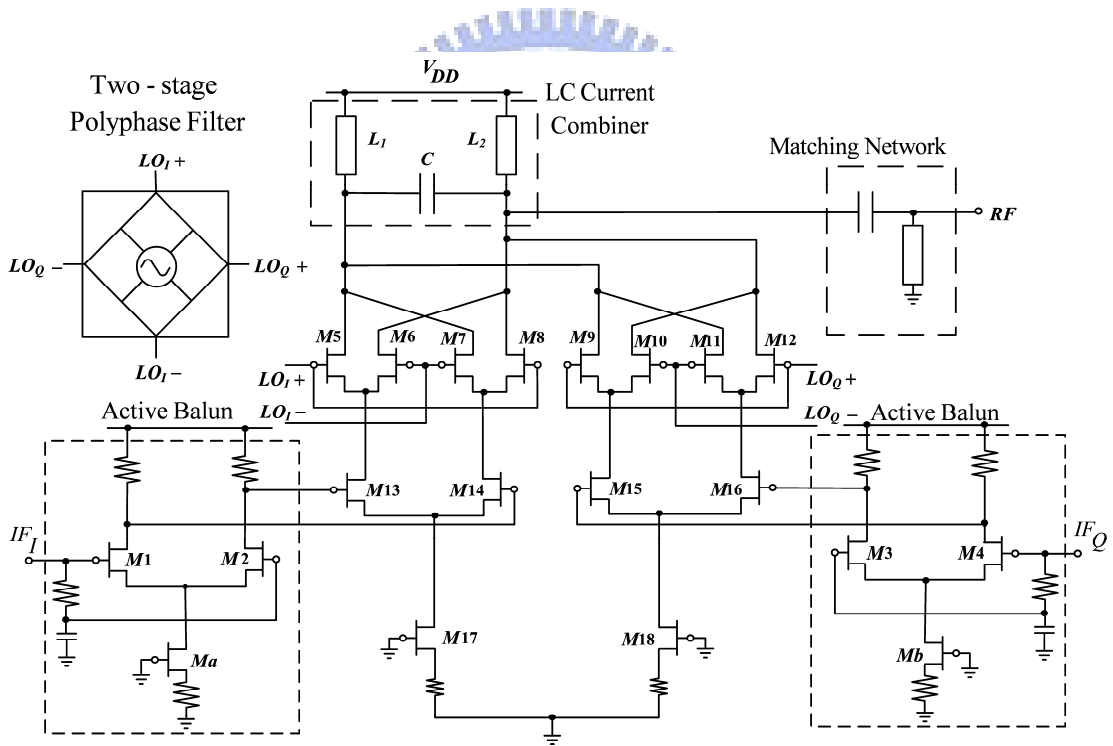 V_DD
Two - stage
Polyphase Filter
LC Current
Combiner
L_1
L_2
C
Matching Network
LO_I +
RF
LO_Q −
LO_Q +
LO_I −
M5
M6
M7
M8
M9
M10
M11
M12
LO_I +
LO_Q +
LO_I −
LO_Q −
Active Balun
Active Balun
M13
M14
M15
M16
IF_I
M1
M2
M3
M4
IF_Q
M17
M18
Ma
Mb